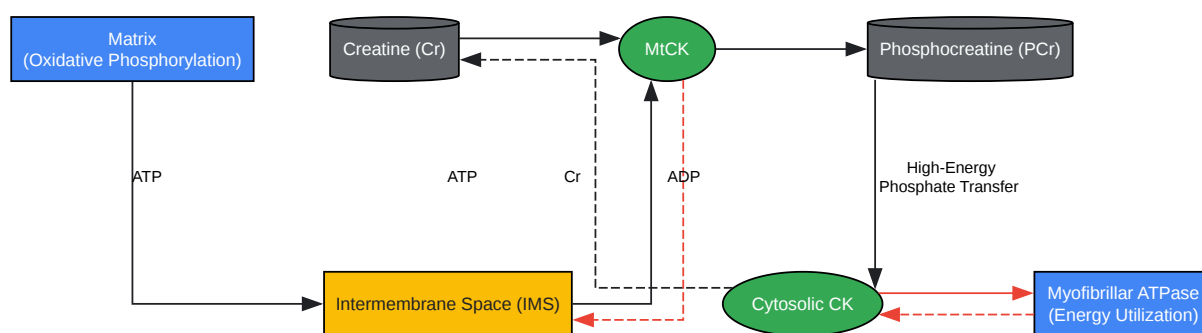 Matrix
(Oxidative Phosphorylation)
Creatine (Cr)
MtCK
Phosphocreatine (PCr)
ATP
ATP
Cr
ADP
High-Energy
Phosphate Transfer
Intermembrane Space (IMS)
Cytosolic CK
Myofibrillar ATPase
(Energy Utilization)